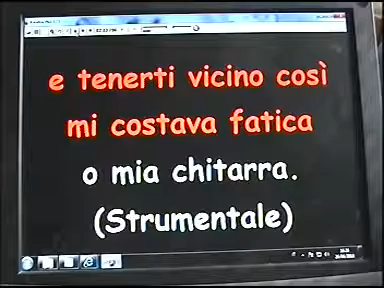 e tenerti vicino così
mi costava fatica
o mia chitarra.
(Strumentale)